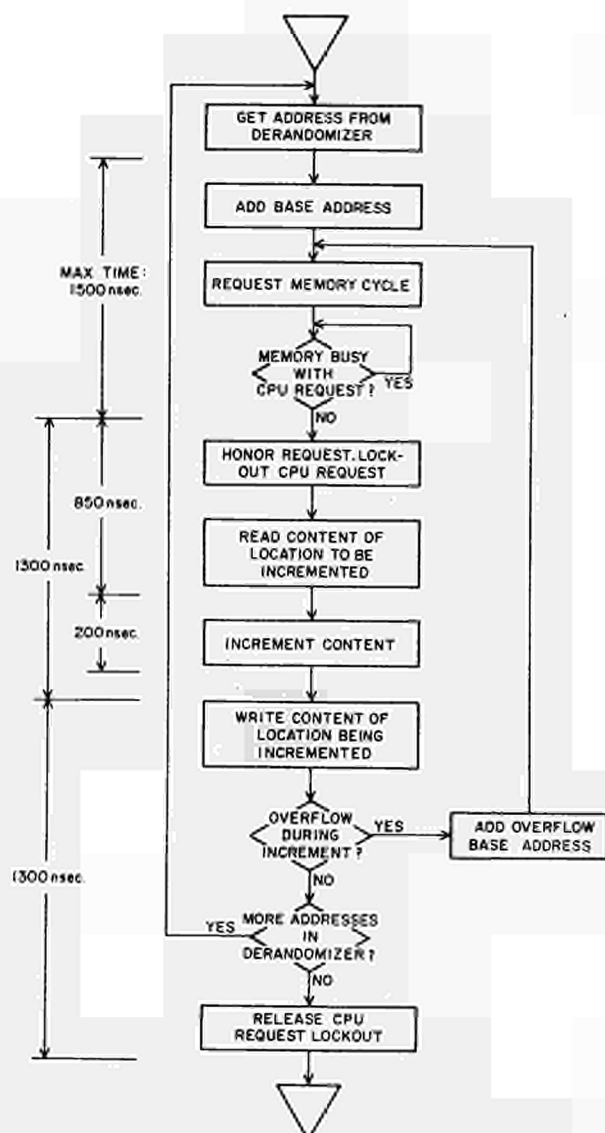 GET ADDRESS FROM
DERANDOMIZER
ADD BASE ADDRESS
MAX TIME:
1500 nsec.
REQUEST MEMORY CYCLE
MEMORY BUSY
WITH
CPU REQUEST?
YES
NO
HONOR REQUEST. LOCK-
OUT CPU REQUEST
850 nsec.
READ CONTENT OF
LOCATION TO BE
INCREMENTED
1300 nsec.
200 nsec.
INCREMENT CONTENT
WRITE CONTENT OF
LOCATION BEING
INCREMENTED
OVERFLOW
DURING
INCREMENT?
YES
ADD OVERFLOW
BASE ADDRESS
NO
1300 nsec.
YES
MORE ADDRESSES
IN
DERANDOMIZER?
NO
RELEASE CPU
REQUEST LOCKOUT